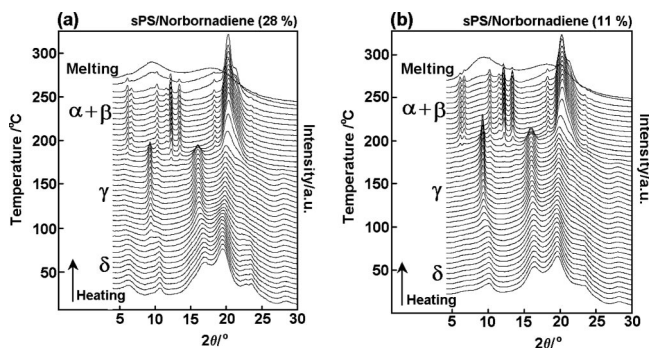 (a)
sPS/Norbornadiene (28 %)
Temperature /°C
300
250
200
150
100
50
Melting
α+β
γ
δ
Heating
Intensity/a.u.
5 10 15 20 25 30
2θ/°
(b)
sPS/Norbornadiene (11 %)
Temperature /°C
300
250
200
150
100
50
Melting
α+β
γ
δ
Heating
Intensity/a.u.
5 10 15 20 25 30
2θ/°